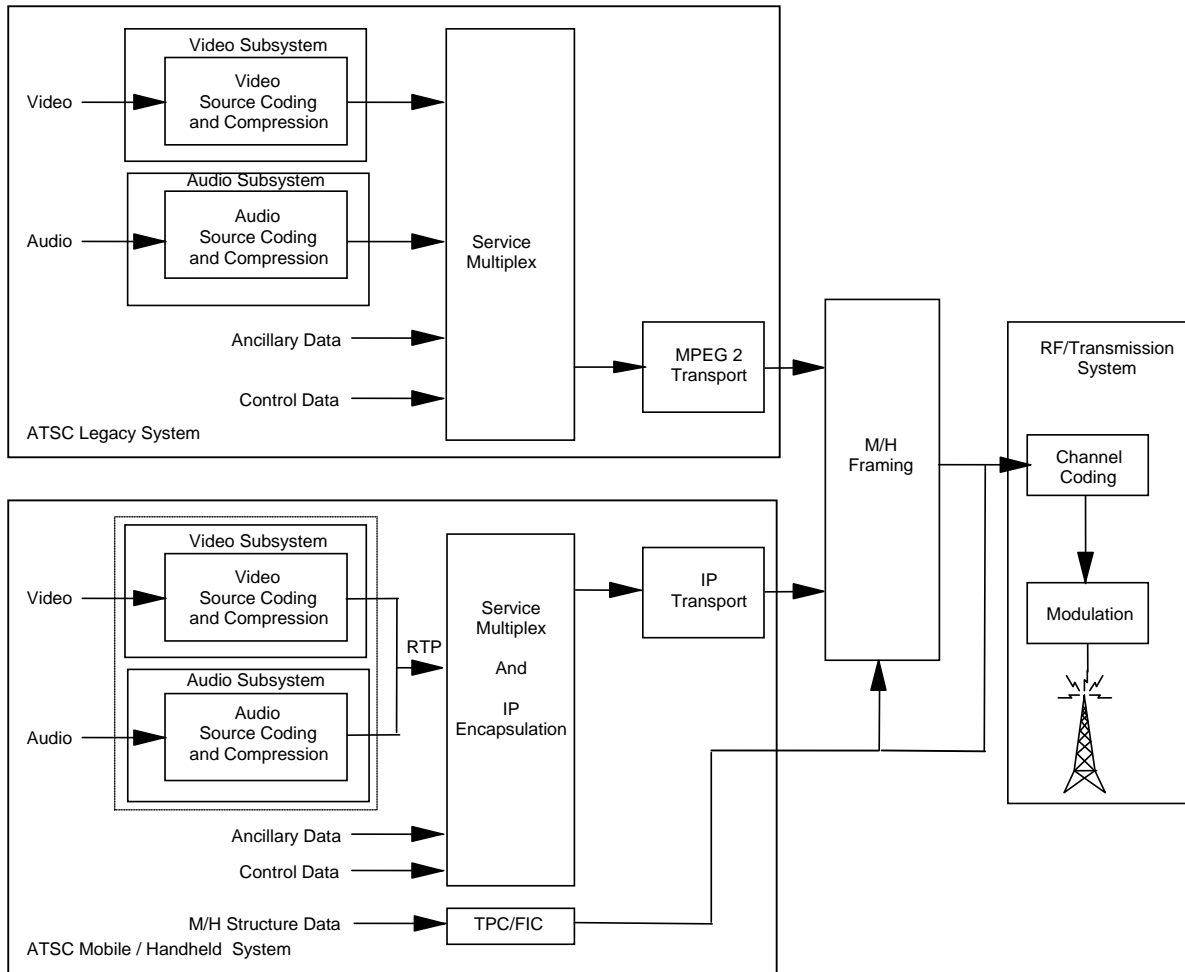 Video Subsystem
Video
Video
Source Coding
and Compression
Audio Subsystem
Audio
Audio
Source Coding
and Compression
Service
Multiplex
Ancillary Data
Control Data
MPEG 2
Transport
ATSC Legacy System
M/H
Framing
RF/Transmission
System
Channel
Coding
Modulation
Video Subsystem
Video
Video
Source Coding
and Compression
Audio Subsystem
Audio
Audio
Source Coding
and Compression
RTP
Service
Multiplex
And
IP
Encapsulation
IP
Transport
Ancillary Data
Control Data
M/H Structure Data
TPC/FIC
ATSC Mobile / Handheld System